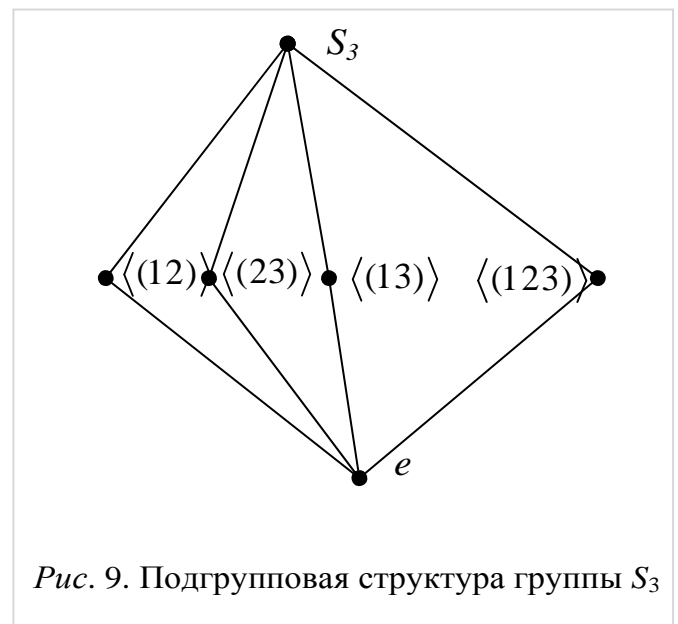 S₃
⟨(12)⟩ ⟨(23)⟩ ⟨(13)⟩ ⟨(123)⟩
e
Рис. 9. Подгрупповая структура группы S₃